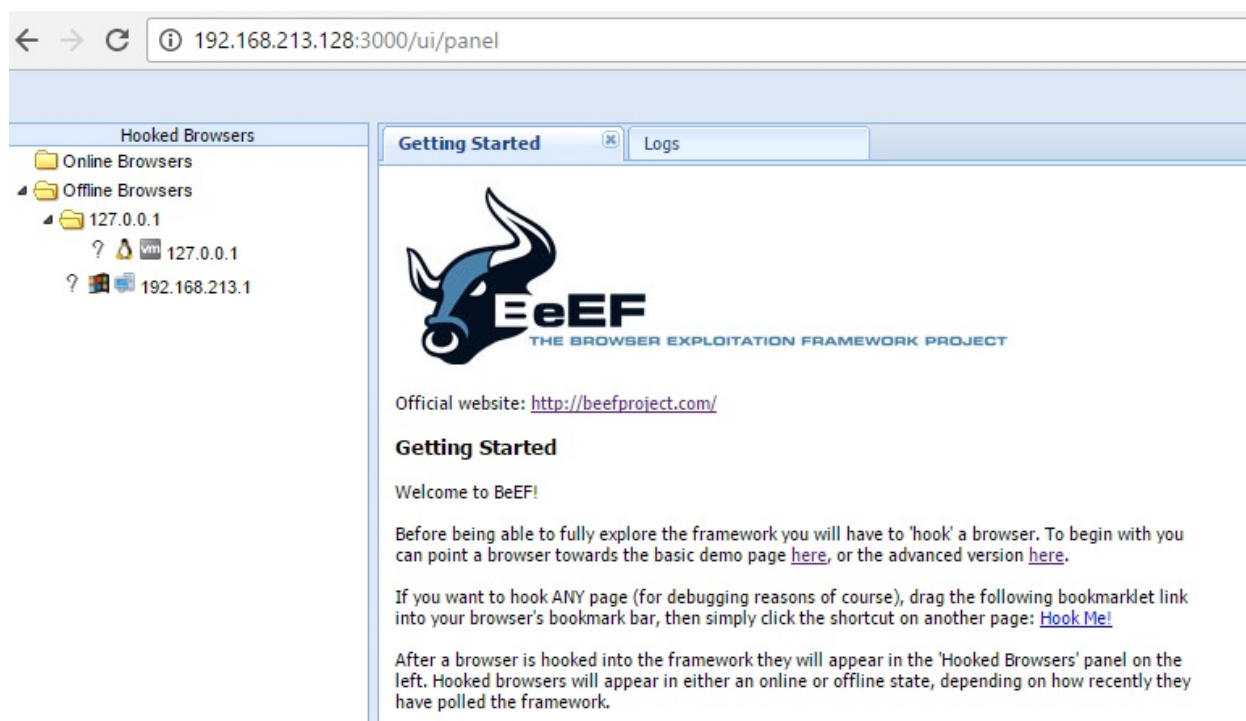 192.168.213.128:3000/ui/panel
Hooked Browsers
Online Browsers
Offline Browsers
127.0.0.1
? vm 127.0.0.1
? 192.168.213.1
Getting Started
Logs
BeEF
THE BROWSER EXPLOITATION FRAMEWORK PROJECT
Official website: http://beefproject.com/
Getting Started
Welcome to BeEF!
Before being able to fully explore the framework you will have to 'hook' a browser. To begin with you
can point a browser towards the basic demo page here, or the advanced version here.
If you want to hook ANY page (for debugging reasons of course), drag the following bookmarklet link
into your browser's bookmark bar, then simply click the shortcut on another page: Hook Me!
After a browser is hooked into the framework they will appear in the 'Hooked Browsers' panel on the
left. Hooked browsers will appear in either an online or offline state, depending on how recently they
have polled the framework.